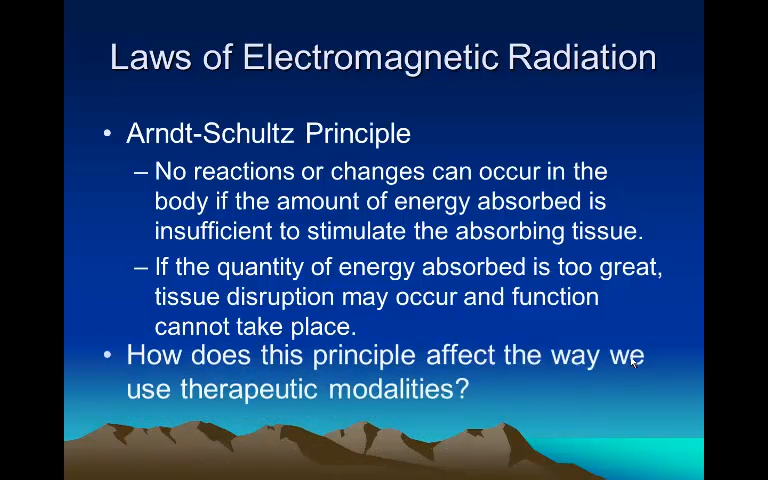 Laws of Electromagnetic Radiation
• Arndt-Schultz Principle
– No reactions or changes can occur in the
body if the amount of energy absorbed is
insufficient to stimulate the absorbing tissue.
– If the quantity of energy absorbed is too great,
tissue disruption may occur and function
cannot take place.
• How does this principle affect the way we
use therapeutic modalities?